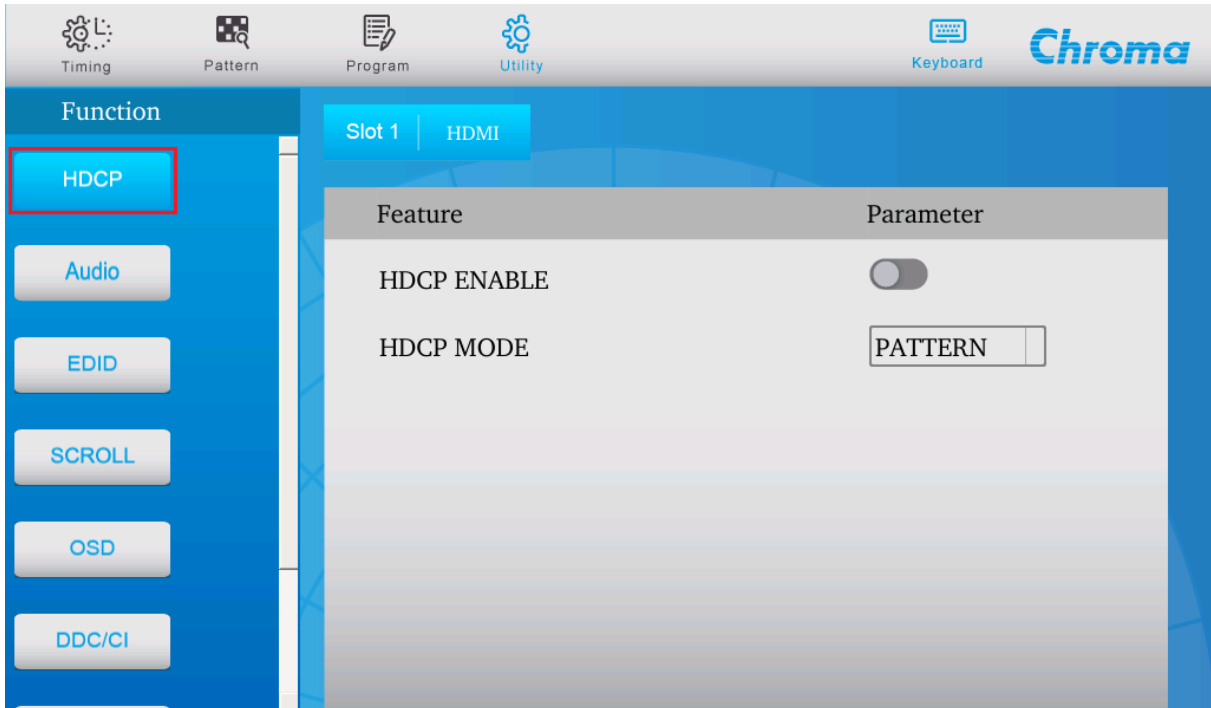 Timing Pattern Program Utility Keyboard Chroma
Function
Slot 1 HDMI
HDCP
Feature Parameter
Audio
HDCP ENABLE
EDID
HDCP MODE PATTERN
SCROLL
OSD
DDC/CI